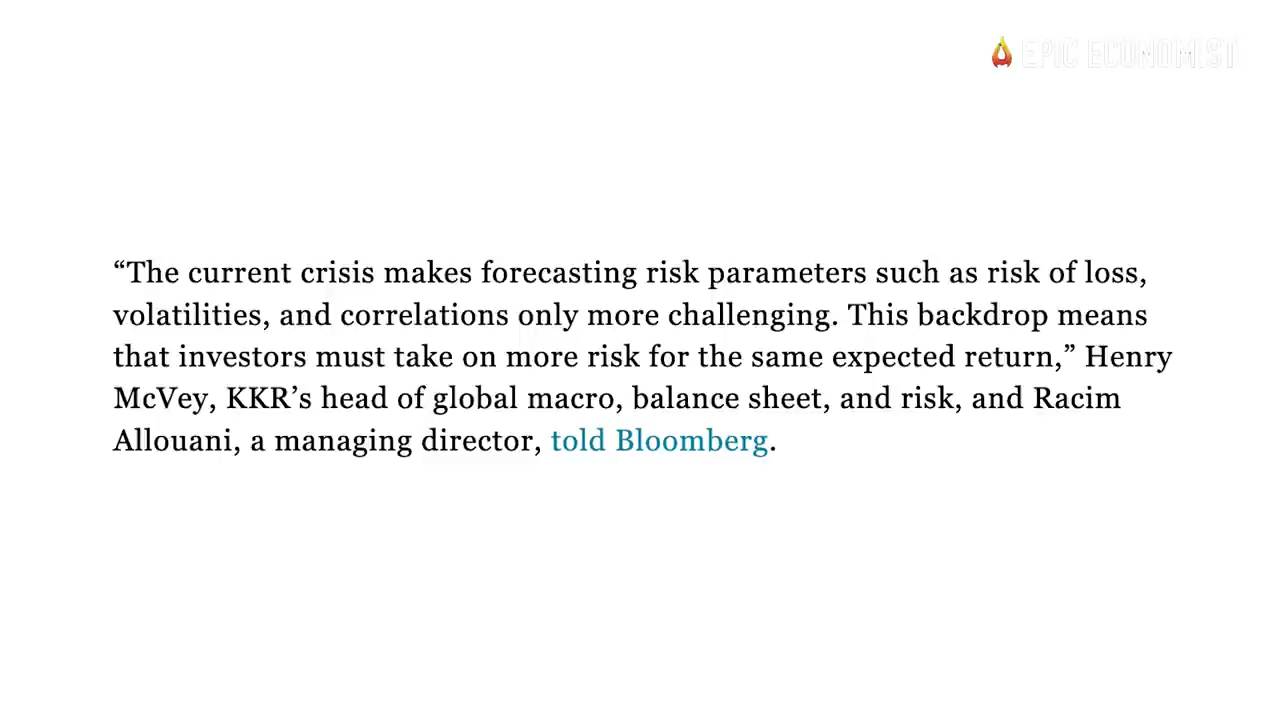 EPIC ECONOMIST
“The current crisis makes forecasting risk parameters such as risk of loss,
volatilities, and correlations only more challenging. This backdrop means
that investors must take on more risk for the same expected return,” Henry
McVey, KKR’s head of global macro, balance sheet, and risk, and Racim
Allouani, a managing director, told Bloomberg.